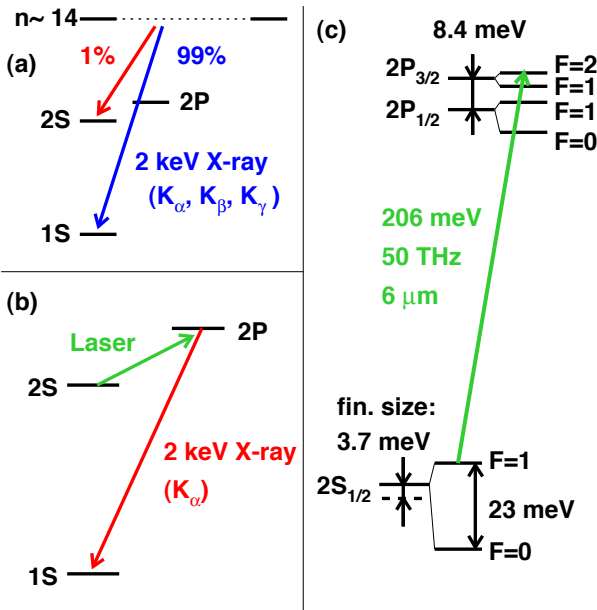 n~ 14
(a)
1%
99%
2S
2P
2 keV X-ray
(Kα, Kβ, Kγ )
1S
(b)
Laser
2P
2S
2 keV X-ray
(Kα)
1S
(c)
8.4 meV
2P3/2
F=2
F=1
2P1/2
F=1
F=0
206 meV
50 THz
6 μm
fin. size:
3.7 meV
2S1/2
F=1
23 meV
F=0